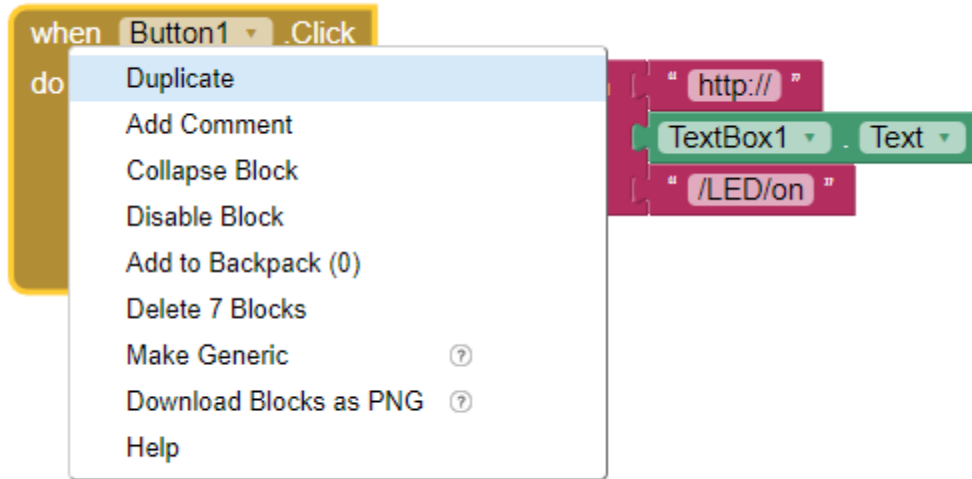 when Button1 .Click
do
Duplicate
“ http:// ”
Add Comment
TextBox1 . Text
Collapse Block
“ /LED/on ”
Disable Block
Add to Backpack (0)
Delete 7 Blocks
Make Generic ?
Download Blocks as PNG ?
Help